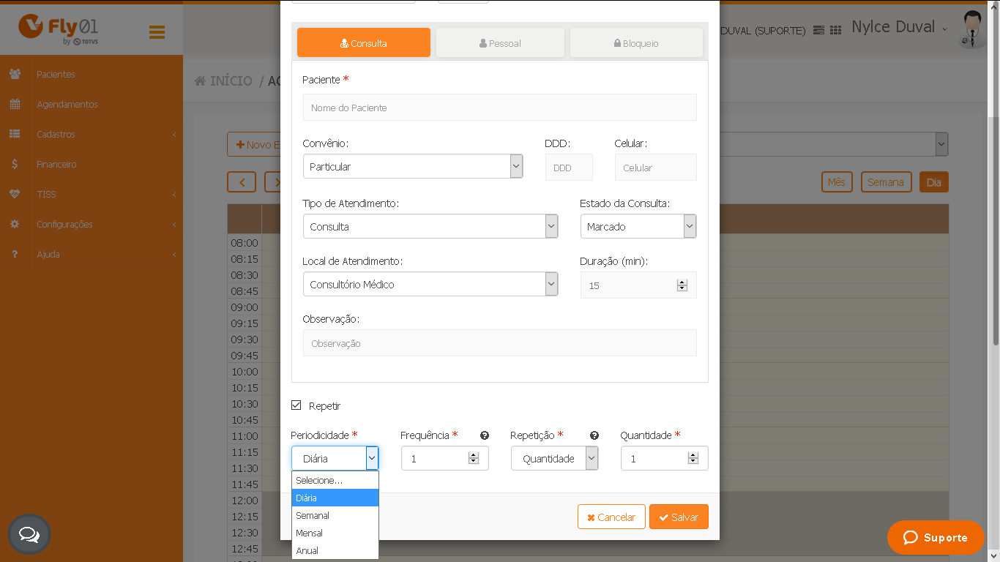 Fly01
by TOTVS
DUVAL (SUPORTE)
Nylce Duval
Pacientes
Agendamentos
Cadastros
Financeiro
TISS
Configurações
Ajuda
INÍCIO /
Novo E
Mês
Semana
Dia
08:00
08:15
08:30
08:45
09:00
09:15
09:30
09:45
10:00
10:15
10:30
10:45
11:00
11:15
11:30
11:45
12:00
12:15
12:30
12:45
Consulta
Pessoal
Bloqueio
Paciente *
Nome do Paciente
Convênio:
DDD:
Celular:
Particular
DDD
Celular
Tipo de Atendimento:
Estado da Consulta:
Consulta
Marcado
Local de Atendimento:
Duração (min):
Consultório Médico
15
Observação:
Observação
Repetir
Periodicidade *
Frequência *
Repetição *
Quantidade *
Diária
1
Quantidade
1
Selecione...
Diária
Semanal
Mensal
Anual
Cancelar
Salvar
Suporte